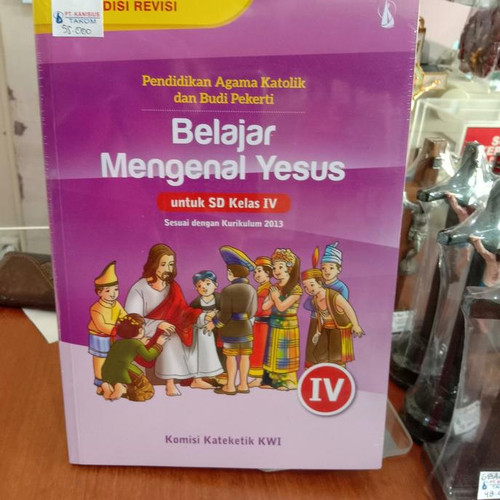 DISI REVISI
PT. KANISIUS
TAKOM
55.000
Pendidikan Agama Katolik
dan Budi Pekerti
Belajar
Mengenal Yesus
untuk SD Kelas IV
Sesuai dengan Kurikulum 2013
IV
Komisi Kateketik KWI